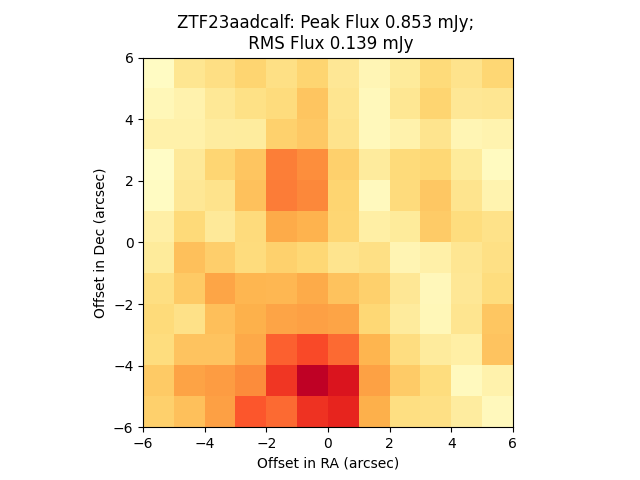 ZTF23aadcalf: Peak Flux 0.853 mJy;
RMS Flux 0.139 mJy
6
4
2
0
−2
−4
−6
Offset in Dec (arcsec)
−6 −4 −2 0 2 4 6
Offset in RA (arcsec)